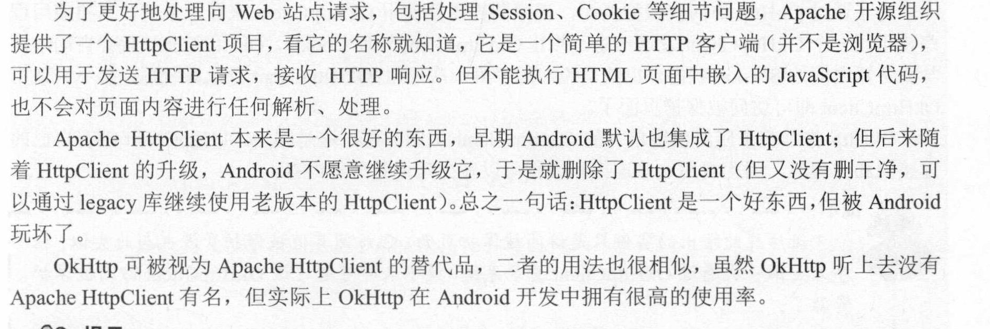 为了更好地处理向 Web 站点请求，包括处理 Session、Cookie 等细节问题，Apache 开源组织
提供了一个 HttpClient 项目，看它的名称就知道，它是一个简单的 HTTP 客户端（并不是浏览器），
可以用于发送 HTTP 请求，接收 HTTP 响应。但不能执行 HTML 页面中嵌入的 JavaScript 代码，
也不会对页面内容进行任何解析、处理。
Apache HttpClient 本来是一个很好的东西，早期 Android 默认也集成了 HttpClient；但后来随
着 HttpClient 的升级，Android 不愿意继续升级它，于是就删除了 HttpClient（但又没有删干净，可
以通过 legacy 库继续使用老版本的 HttpClient）。总之一句话：HttpClient 是一个好东西，但被 Android
玩坏了。
OkHttp 可被视为 Apache HttpClient 的替代品，二者的用法也很相似，虽然 OkHttp 听上去没有
Apache HttpClient 有名，但实际上 OkHttp 在 Android 开发中拥有很高的使用率。